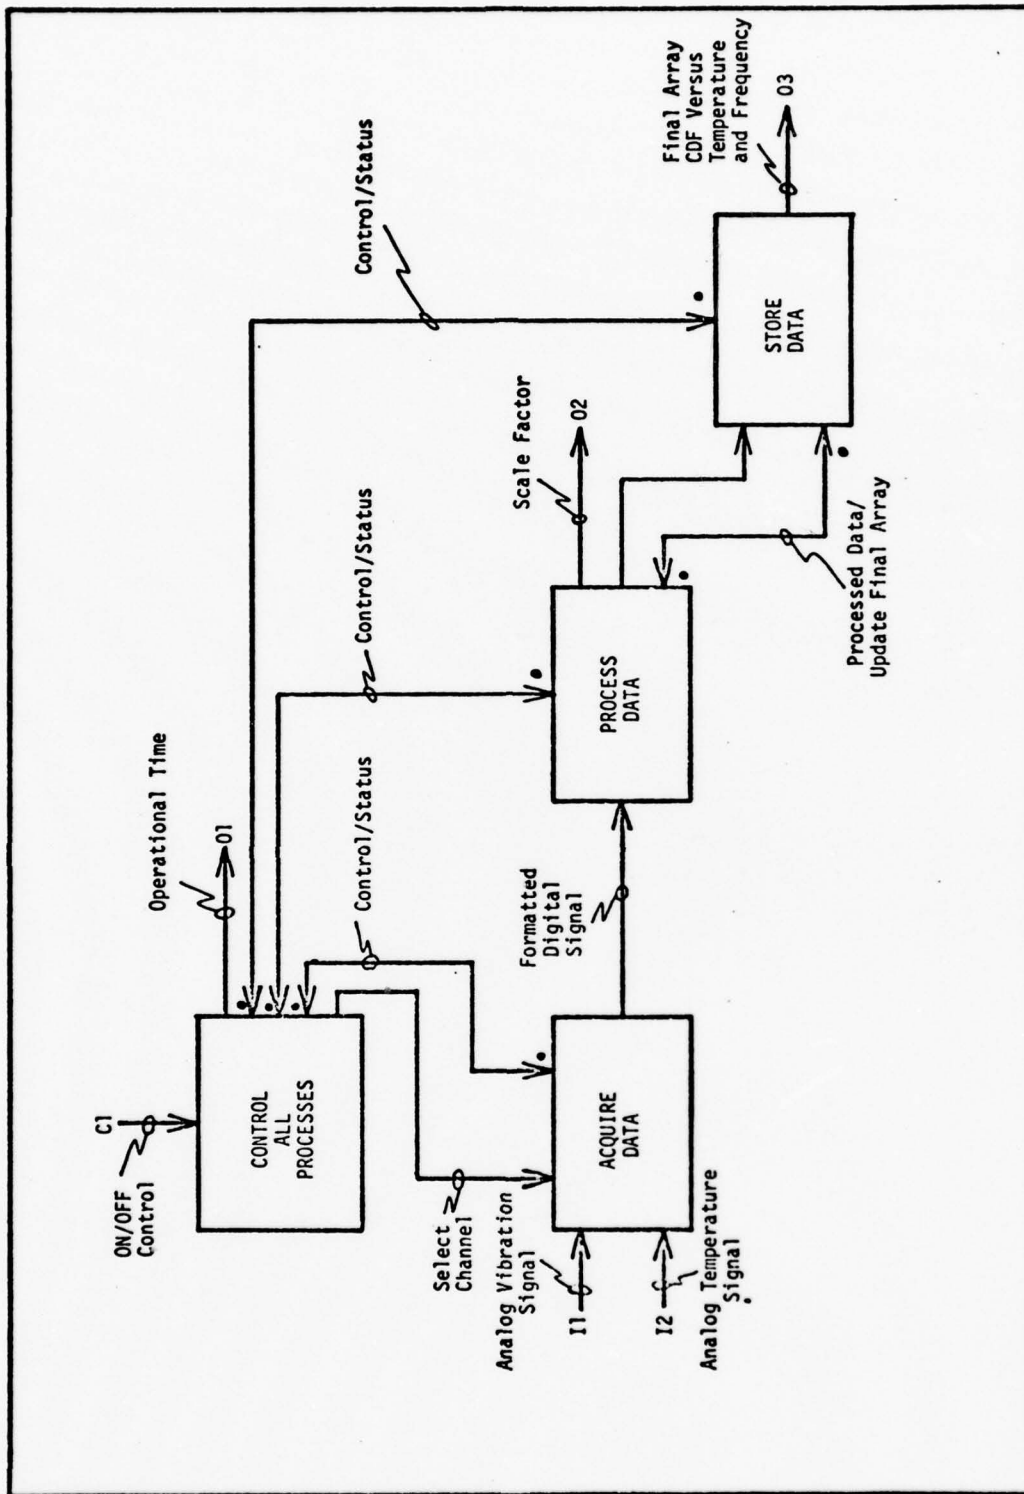 C1
ON/OFF
Control
CONTROL
ALL
PROCESSES
Operational Time
O1
Control/Status
Control/Status
Control/Status
Select
Channel
Analog Vibration
Signal
I1
I2
Analog Temperature
Signal
ACQUIRE
DATA
Formatted
Digital
Signal
PROCESS
DATA
Scale Factor
O2
Processed Data/
Update Final Array
STORE
DATA
Final Array
CDF Versus
Temperature
and Frequency
O3